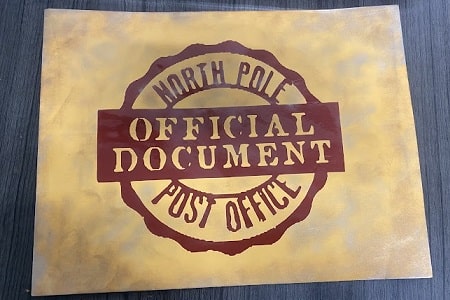 NORTH POLE
OFFICIAL
DOCUMENT
POST OFFICE